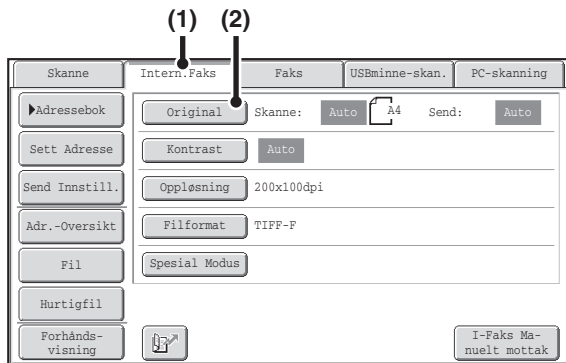 (1) (2)
Skanne Intern.Faks Faks USBminne-skan. PC-skanning
Adressebok Original Skanne: Auto A4 Send: Auto
Sett Adresse Kontrast Auto
Send Innstill. Oppløsning 200x100dpi
Adr.-Oversikt Filformat TIFF-F
Fil Spesial Modus
Hurtigfil
Forhånds-
visning
I-Faks Ma-
nuelt mottak